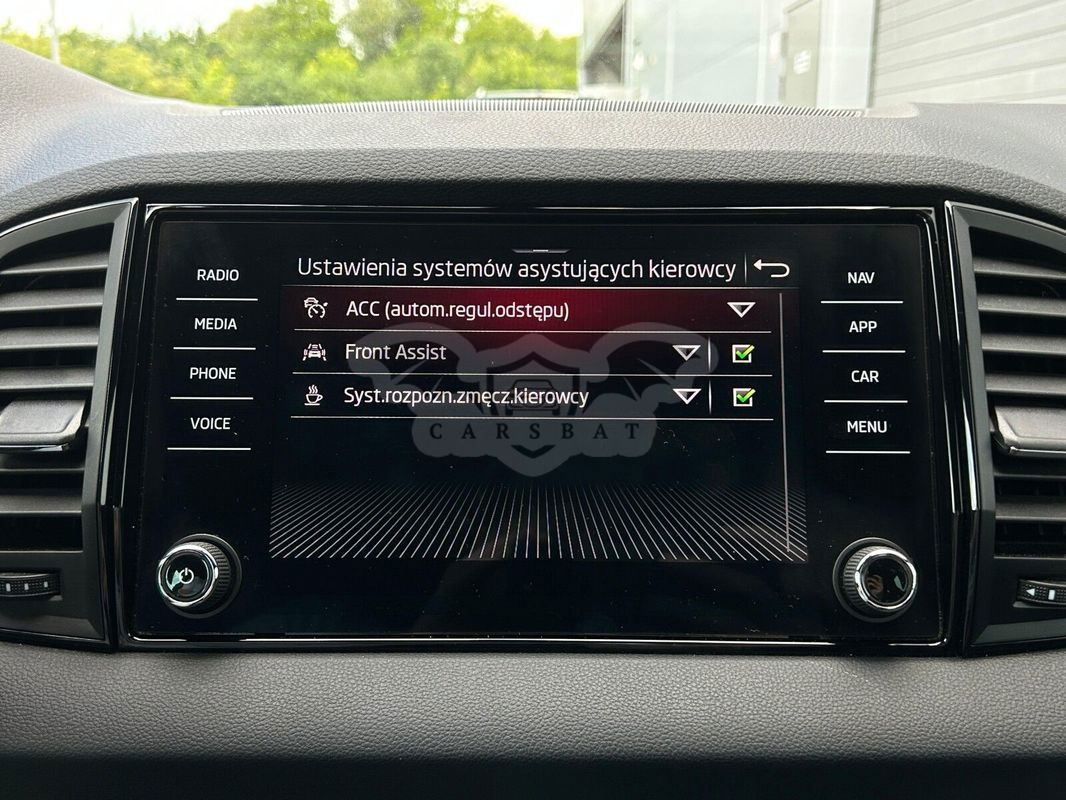 RADIO
MEDIA
PHONE
VOICE
Ustawienia systemów asystujących kierowcy
ACC (autom.regul.odstępu)
Front Assist
Syst.rozpozn.zmęcz.kierowcy
CARSBAT
NAV
APP
CAR
MENU